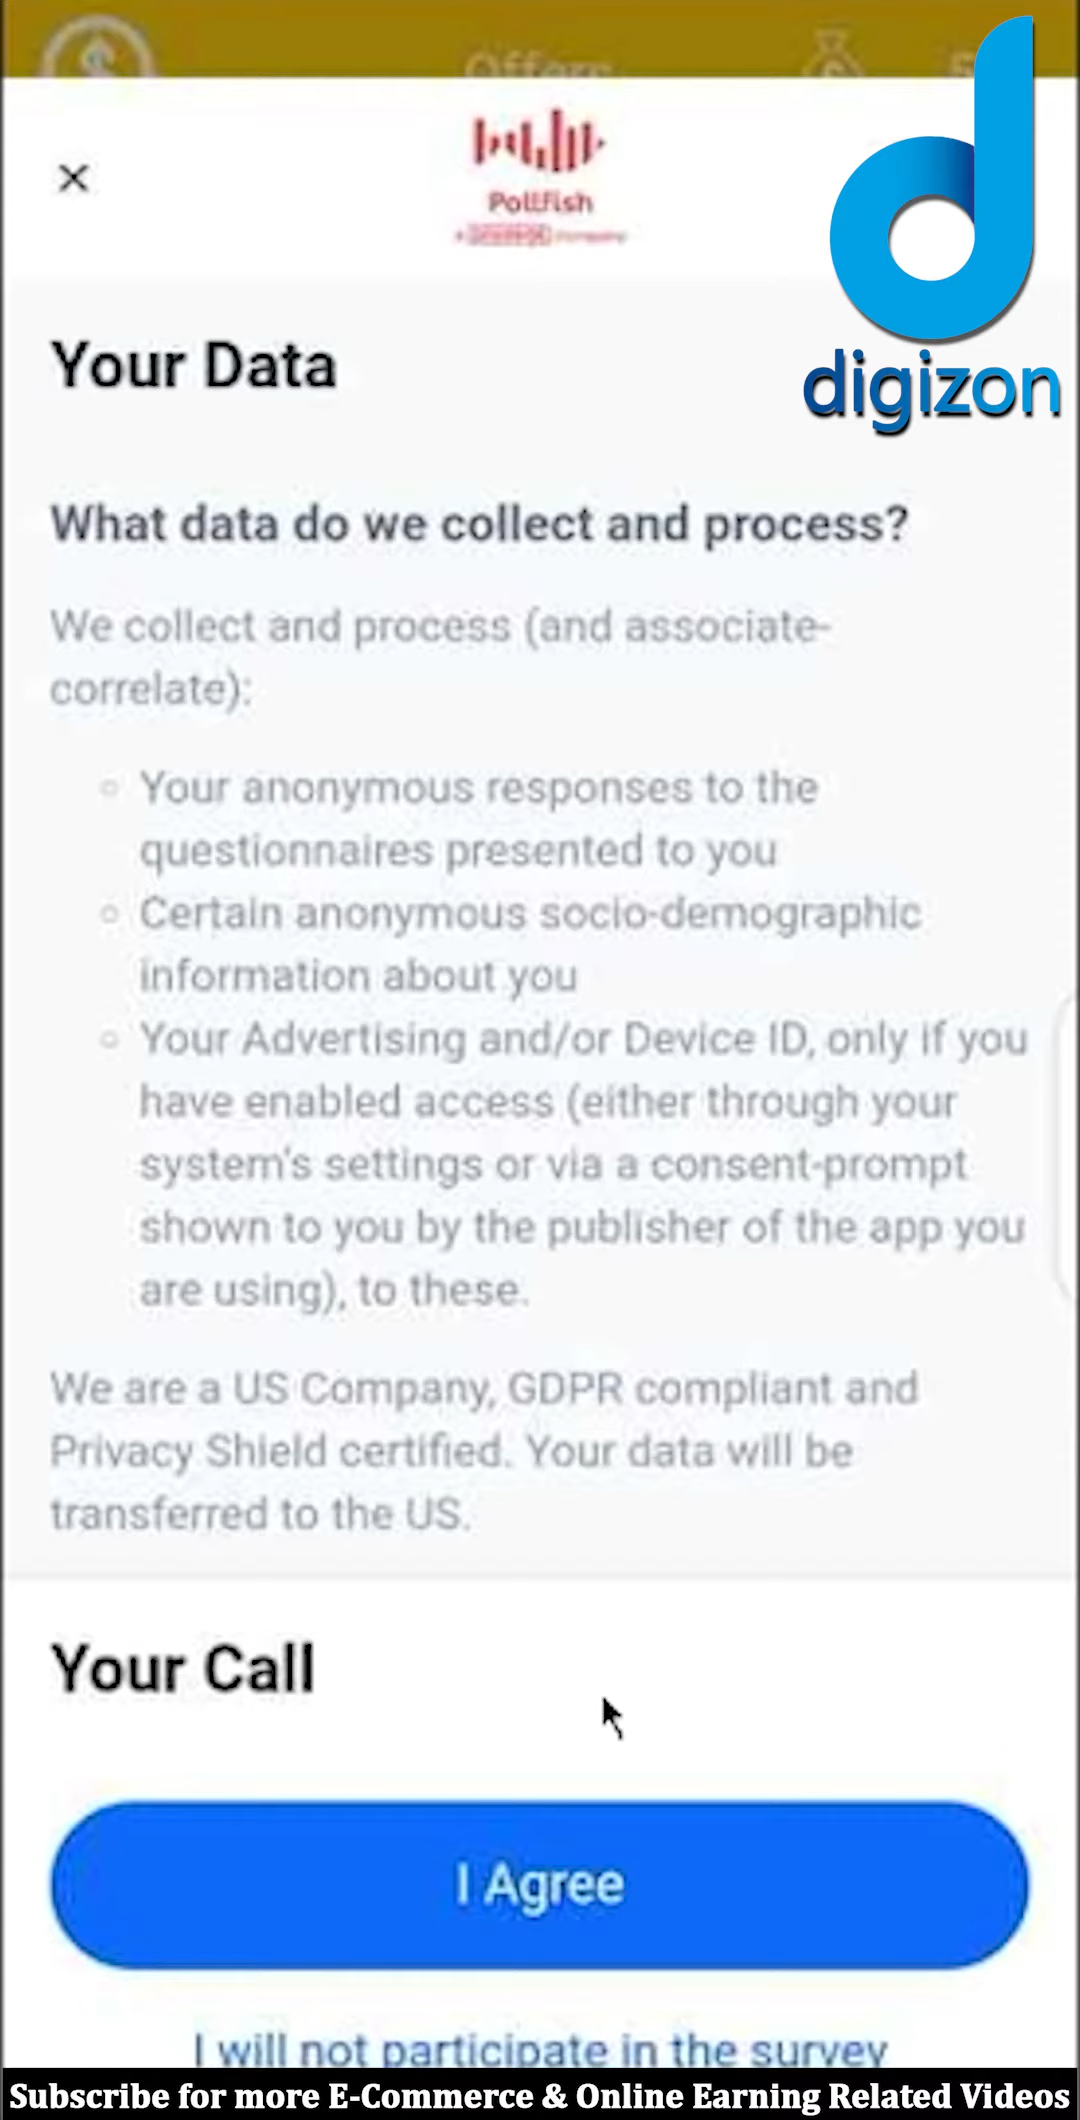 Offers
Pollfish
Your Data
digizon
What data do we collect and process?
We collect and process (and associate-
correlate):
Your anonymous responses to the
questionnaires presented to you
Certain anonymous socio-demographic
information about you
Your Advertising and/or Device ID, only if you
have enabled access (either through your
system's settings or via a consent-prompt
shown to you by the publisher of the app you
are using), to these.
We are a US Company, GDPR compliant and
Privacy Shield certified. Your data will be
transferred to the US.
Your Call
I Agree
I will not participate in the survey
Subscribe for more E-Commerce & Online Earning Related Videos